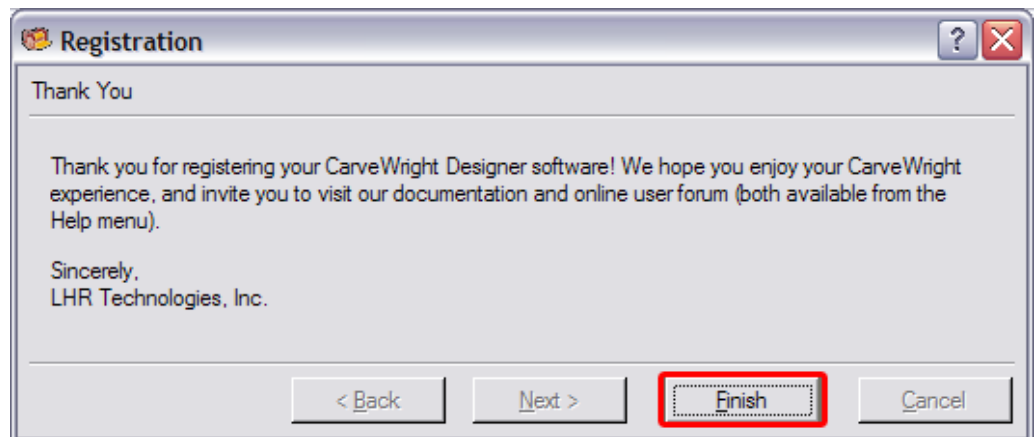 Registration
?
Thank You
Thank you for registering your CarveWright Designer software! We hope you enjoy your CarveWright
experience, and invite you to visit our documentation and online user forum (both available from the
Help menu).
Sincerely,
LHR Technologies, Inc.
< Back Next > Finish Cancel